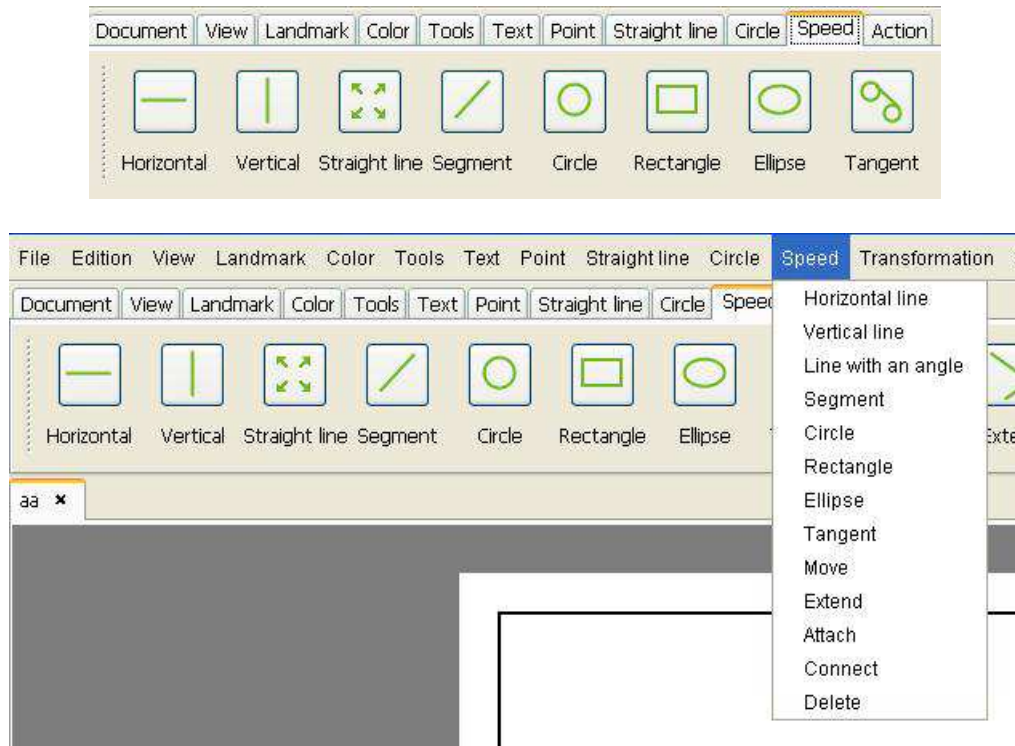 Document View Landmark Color Tools Text Point Straight line Circle Speed Action
Horizontal Vertical Straight line Segment Circle Rectangle Ellipse Tangent
File Edition View Landmark Color Tools Text Point Straight line Circle Speed Transformation
Document View Landmark Color Tools Text Point Straight line Circle Speed
Horizontal Vertical Straight line Segment Circle Rectangle Ellipse
aa
Horizontal line
Vertical line
Line with an angle
Segment
Circle
Rectangle
Ellipse
Tangent
Move
Extend
Attach
Connect
Delete